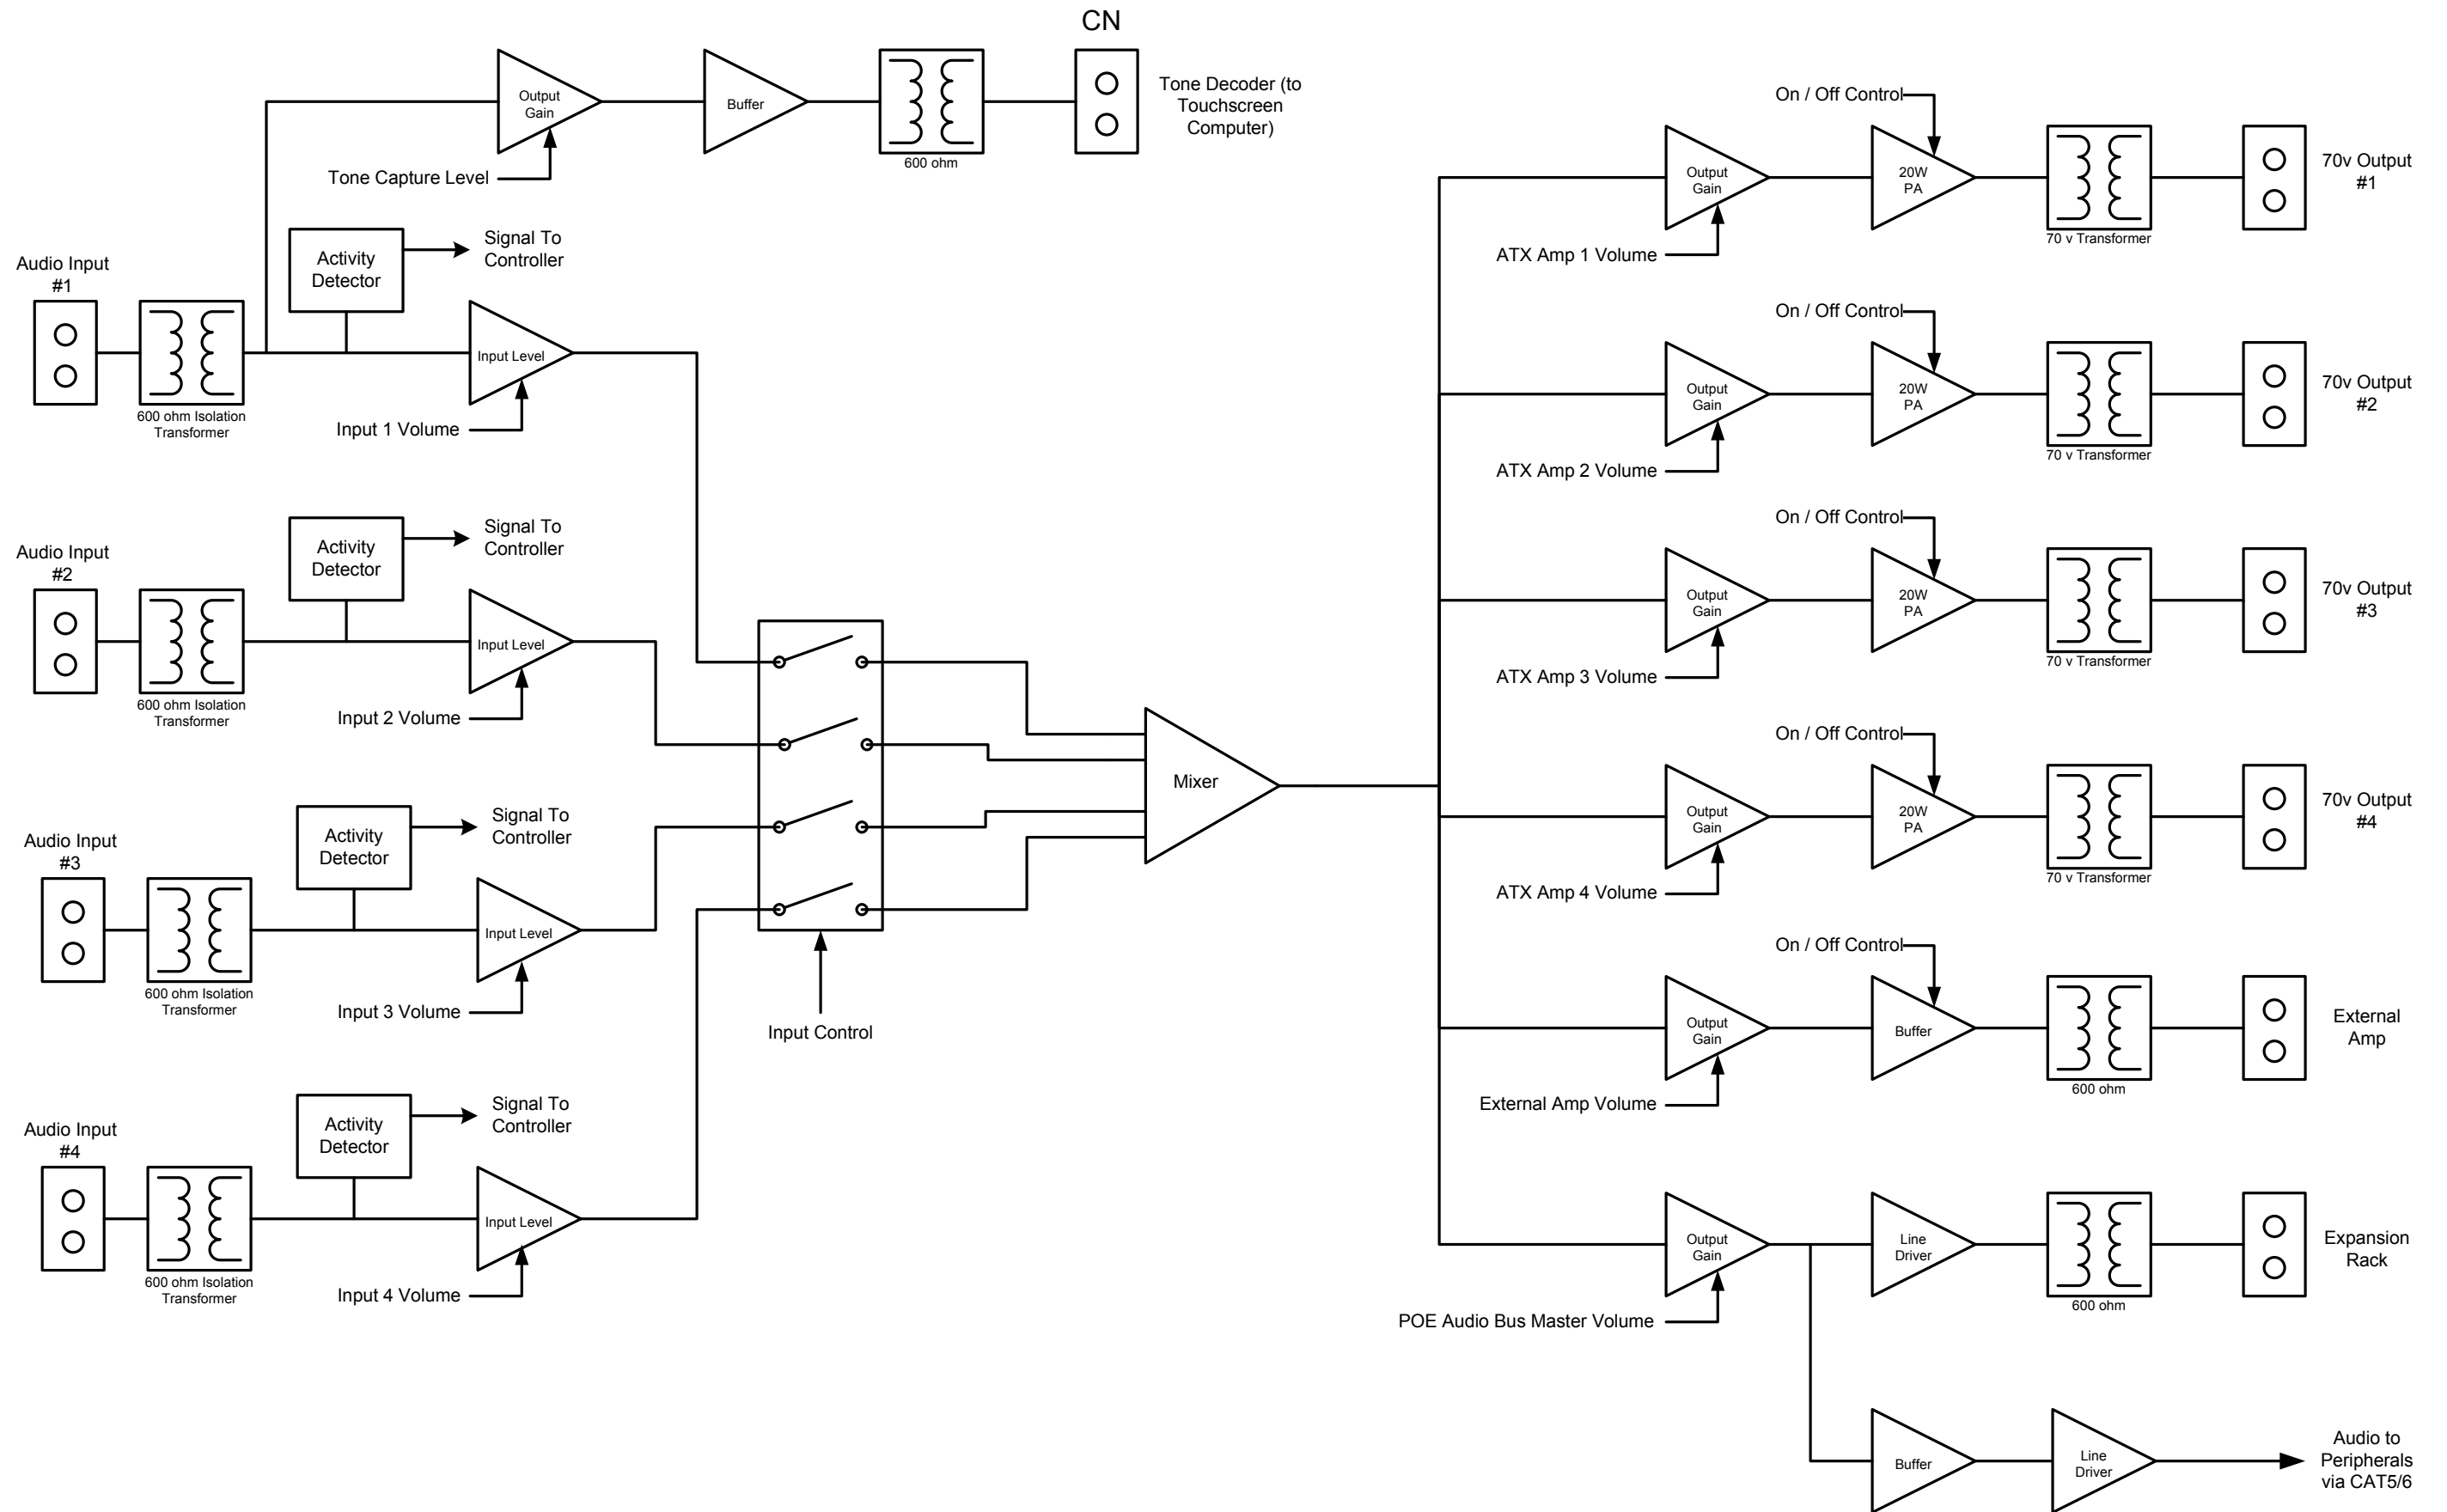 CN
Output
Gain
Buffer
600 ohm
Tone Decoder (to
Touchscreen
Computer)
Tone Capture Level
Audio Input
#1
600 ohm Isolation
Transformer
Activity
Detector
Signal To
Controller
Input Level
Input 1 Volume
Audio Input
#2
600 ohm Isolation
Transformer
Activity
Detector
Signal To
Controller
Input Level
Input 2 Volume
Audio Input
#3
600 ohm Isolation
Transformer
Activity
Detector
Signal To
Controller
Input Level
Input 3 Volume
Audio Input
#4
600 ohm Isolation
Transformer
Activity
Detector
Signal To
Controller
Input Level
Input 4 Volume
Input Control
Mixer
On / Off Control
Output
Gain
20W
PA
70 v Transformer
70v Output
#1
ATX Amp 1 Volume
On / Off Control
Output
Gain
20W
PA
70 v Transformer
70v Output
#2
ATX Amp 2 Volume
On / Off Control
Output
Gain
20W
PA
70 v Transformer
70v Output
#3
ATX Amp 3 Volume
On / Off Control
Output
Gain
20W
PA
70 v Transformer
70v Output
#4
ATX Amp 4 Volume
On / Off Control
Output
Gain
Buffer
600 ohm
External
Amp
External Amp Volume
Output
Gain
Line
Driver
600 ohm
Expansion
Rack
POE Audio Bus Master Volume
Buffer
Line
Driver
Audio to
Peripherals
via CAT5/6